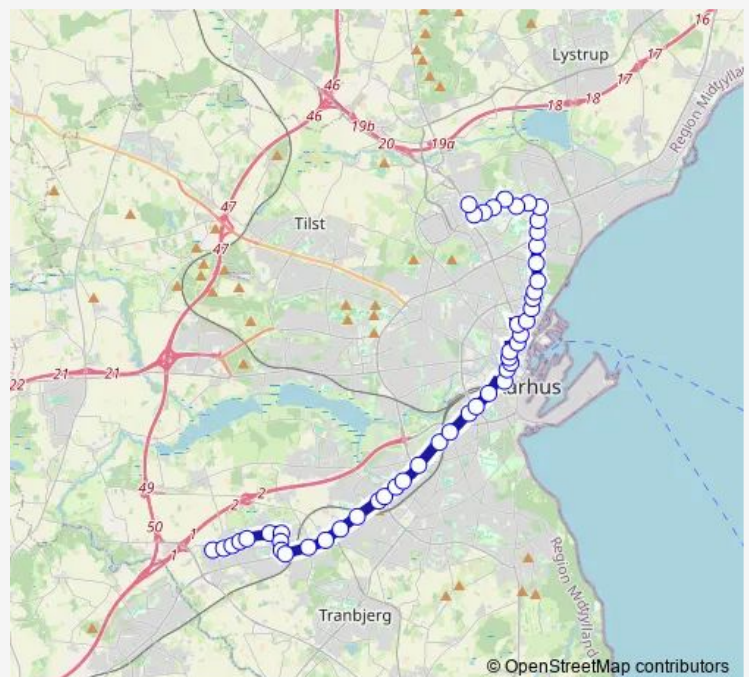 16
Lystrup
17
17
46
18
18
46
19b
20
19a
Region Midtjylland
47
Tilst
47
22
21
21
arhus
49
2
2
50
1
1
Region Midtjylland
Tranbjerg
© OpenStreetMap contributors